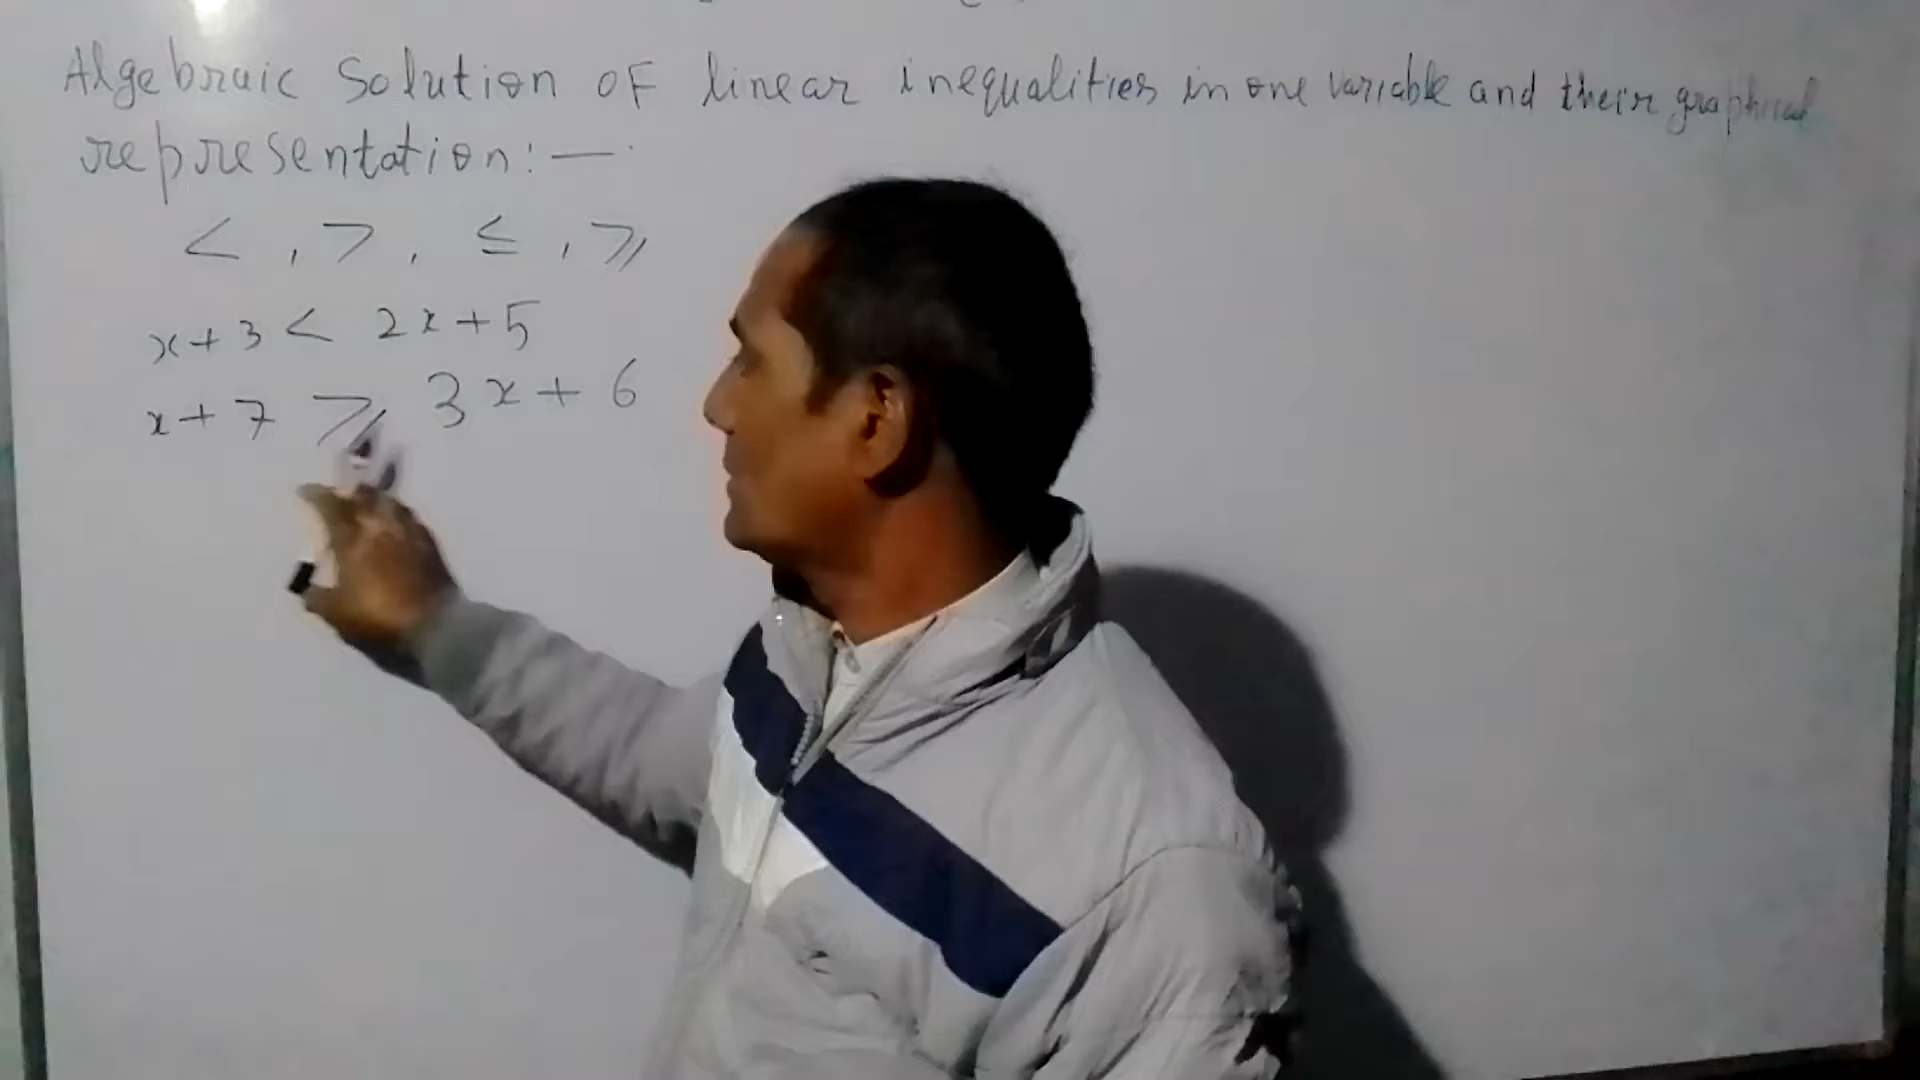 Algebraic Solution OF linear inequalities in one variable and their graphical
representation:—
< , > , ≤ , ⩾
x+3 < 2x+5
x+7 ⩾ 3x+6